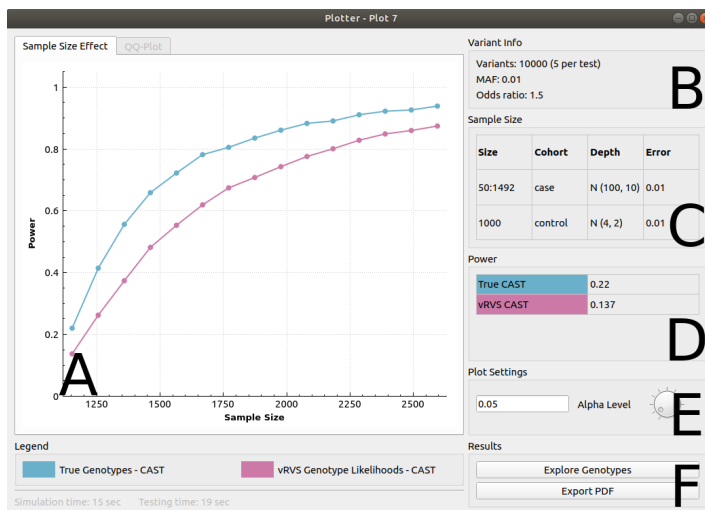 Plotter - Plot 7
Sample Size Effect
QQ-Plot
1
0.8
0.6
0.4
0.2
0
Power
1250 1500 1750 2000 2250 2500
Sample Size
A
Legend
True Genotypes - CAST
vRVS Genotype Likelihoods - CAST
Simulation time: 15 sec Testing time: 19 sec
Variant Info
Variants: 10000 (5 per test)
MAF: 0.01
Odds ratio: 1.5
B
Sample Size
Size Cohort Depth Error
50:1492 case N (100, 10) 0.01
1000 control N (4, 2) 0.01
C
Power
True CAST 0.22
vRVS CAST 0.137
D
Plot Settings
0.05 Alpha Level
E
Results
Explore Genotypes
Export PDF
F